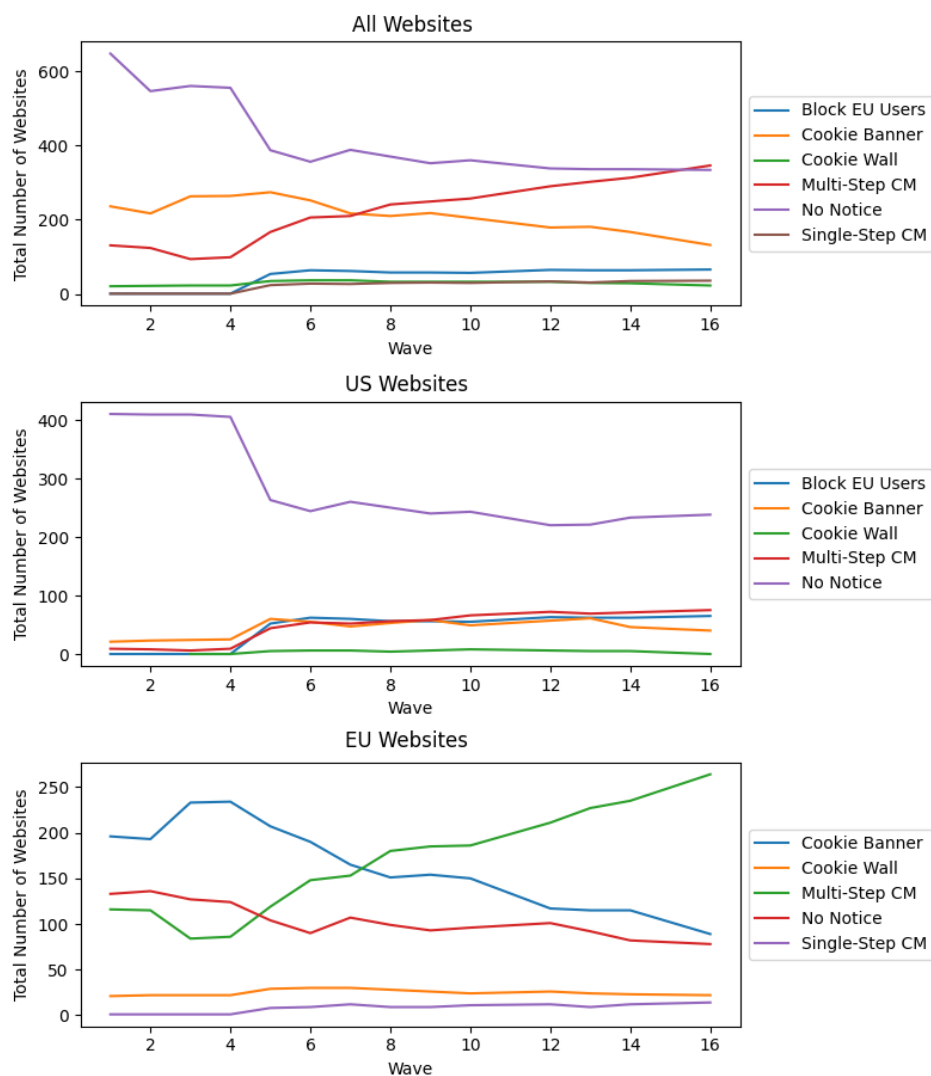 All Websites
Total Number of Websites
600
400
200
0
2 4 6 8 10 12 14 16
Wave
Block EU Users
Cookie Banner
Cookie Wall
Multi-Step CM
No Notice
Single-Step CM
US Websites
Total Number of Websites
400
300
200
100
0
2 4 6 8 10 12 14 16
Wave
Block EU Users
Cookie Banner
Cookie Wall
Multi-Step CM
No Notice
EU Websites
Total Number of Websites
250
200
150
100
50
0
2 4 6 8 10 12 14 16
Wave
Cookie Banner
Cookie Wall
Multi-Step CM
No Notice
Single-Step CM